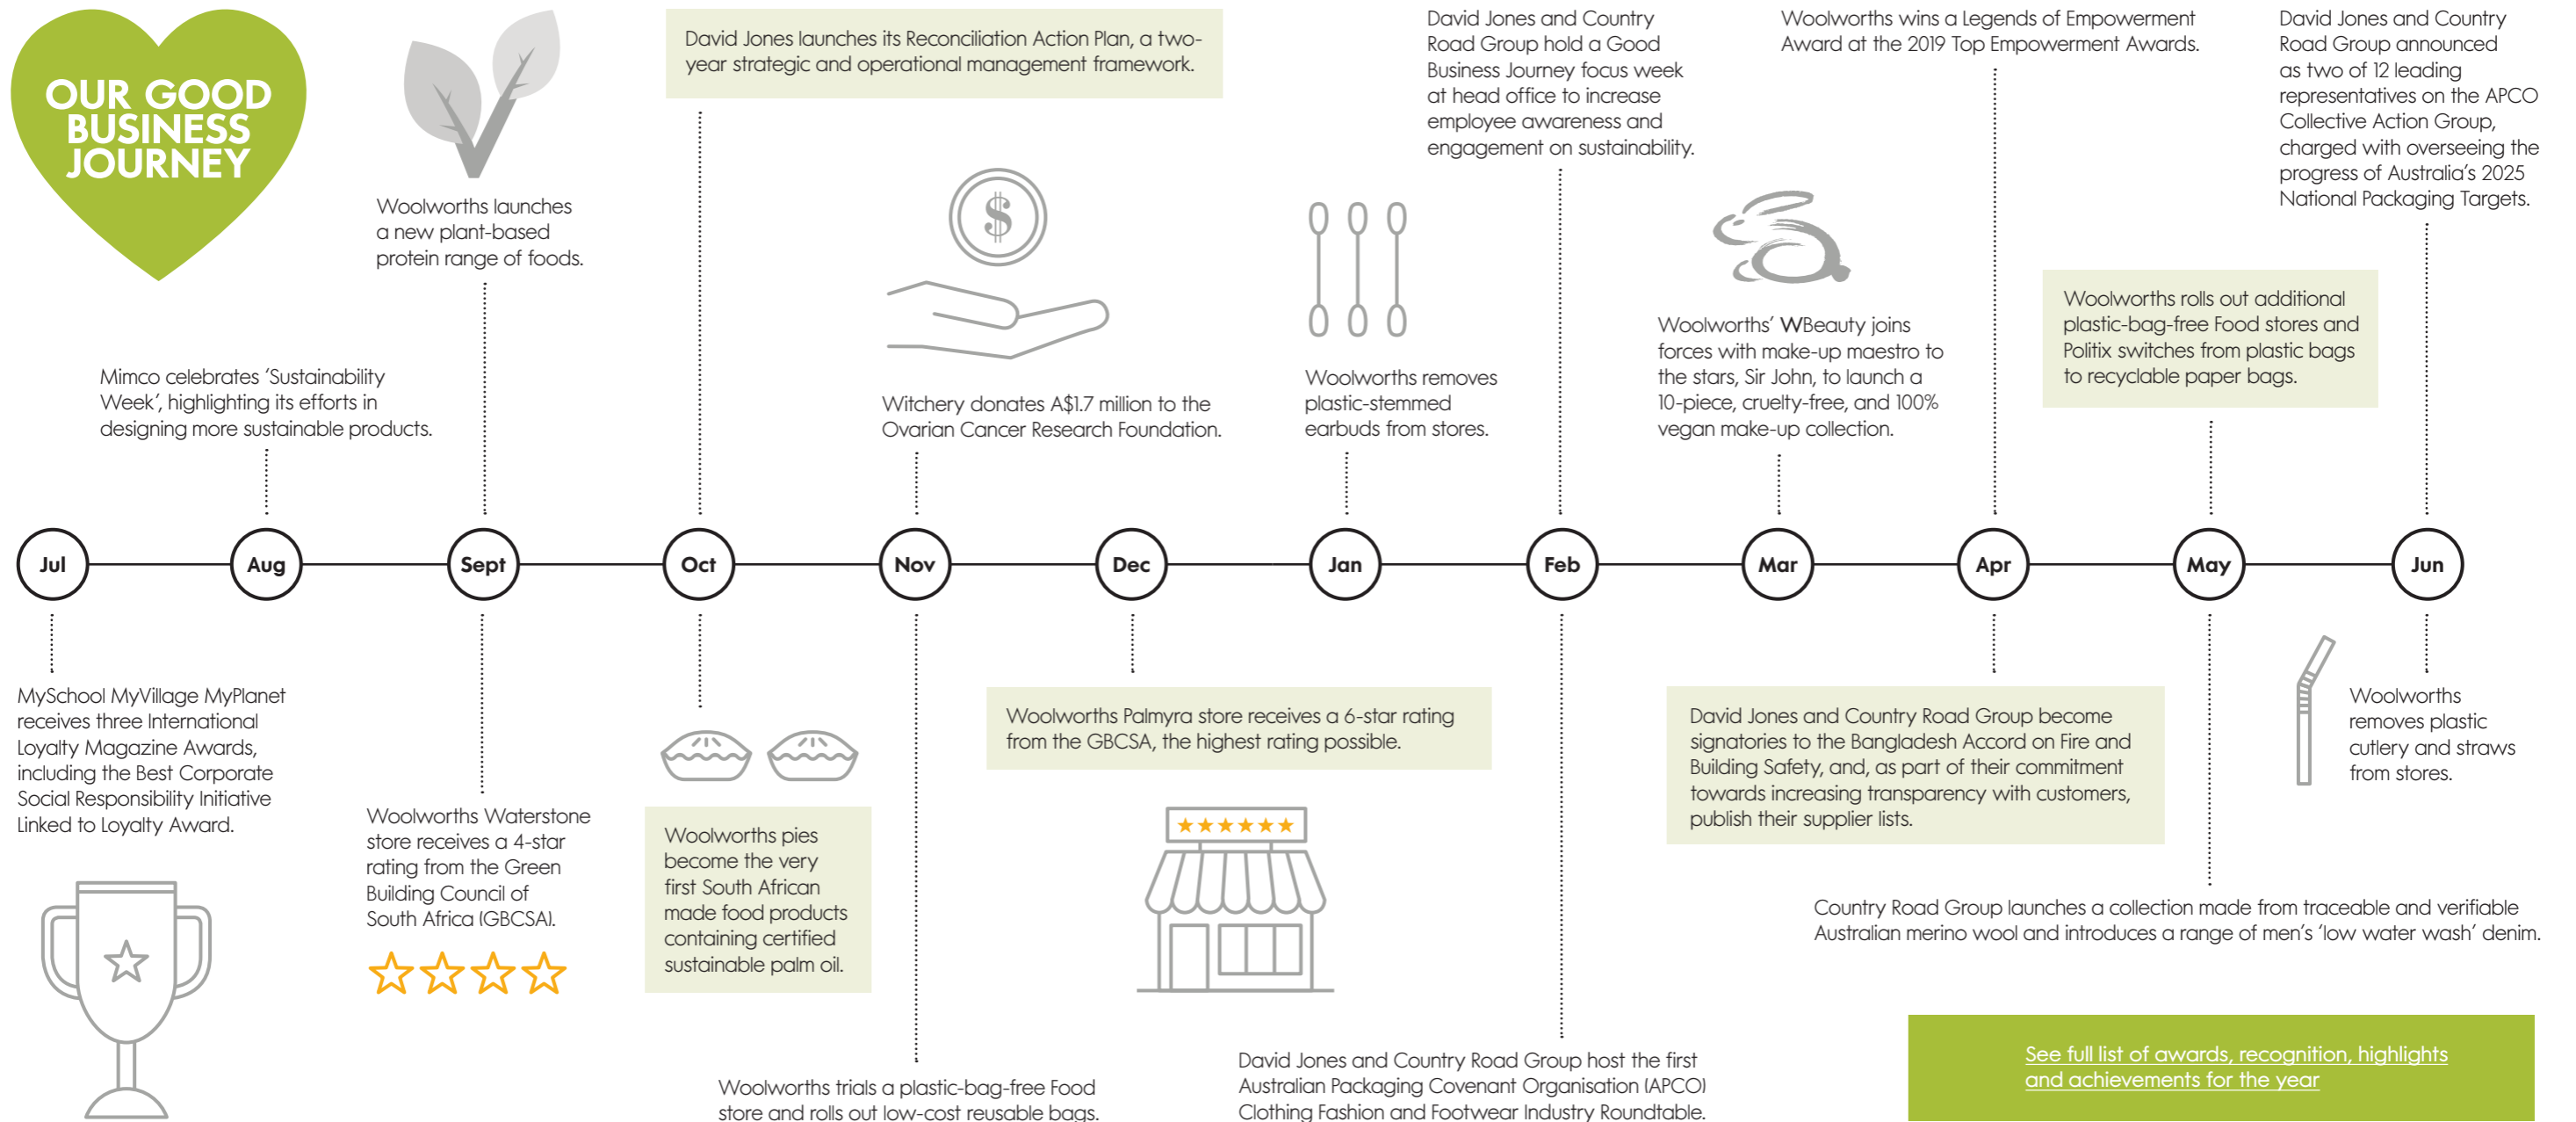 OUR GOOD
BUSINESS
JOURNEY
Mimco celebrates ‘Sustainability
Week’, highlighting its efforts in
designing more sustainable products.
Woolworths launches
a new plant-based
protein range of foods.
David Jones launches its Reconciliation Action Plan, a two-
year strategic and operational management framework.
$
Witchery donates A$1.7 million to the
Ovarian Cancer Research Foundation.
Woolworths removes
plastic-stemmed
earbuds from stores.
David Jones and Country
Road Group hold a Good
Business Journey focus week
at head office to increase
employee awareness and
engagement on sustainability.
Woolworths’ WBeauty joins
forces with make-up maestro to
the stars, Sir John, to launch a
10-piece, cruelty-free, and 100%
vegan make-up collection.
Woolworths wins a Legends of Empowerment
Award at the 2019 Top Empowerment Awards.
Woolworths rolls out additional
plastic-bag-free Food stores and
Politix switches from plastic bags
to recyclable paper bags.
David Jones and Country
Road Group announced
as two of 12 leading
representatives on the APCO
Collective Action Group,
charged with overseeing the
progress of Australia’s 2025
National Packaging Targets.
Jul
Aug
Sept
Oct
Nov
Dec
Jan
Feb
Mar
Apr
May
Jun
MySchool MyVillage MyPlanet
receives three International
Loyalty Magazine Awards,
including the Best Corporate
Social Responsibility Initiative
Linked to Loyalty Award.
Woolworths Waterstone
store receives a 4-star
rating from the Green
Building Council of
South Africa (GBCSA).
Woolworths pies
become the very
first South African
made food products
containing certified
sustainable palm oil.
Woolworths trials a plastic-bag-free Food
store and rolls out low-cost reusable bags.
Woolworths Palmyra store receives a 6-star rating
from the GBCSA, the highest rating possible.
David Jones and Country Road Group host the first
Australian Packaging Covenant Organisation (APCO)
Clothing Fashion and Footwear Industry Roundtable.
David Jones and Country Road Group become
signatories to the Bangladesh Accord on Fire and
Building Safety, and, as part of their commitment
towards increasing transparency with customers,
publish their supplier lists.
Country Road Group launches a collection made from traceable and verifiable
Australian merino wool and introduces a range of men’s ‘low water wash’ denim.
Woolworths
removes plastic
cutlery and straws
from stores.
See full list of awards, recognition, highlights
and achievements for the year